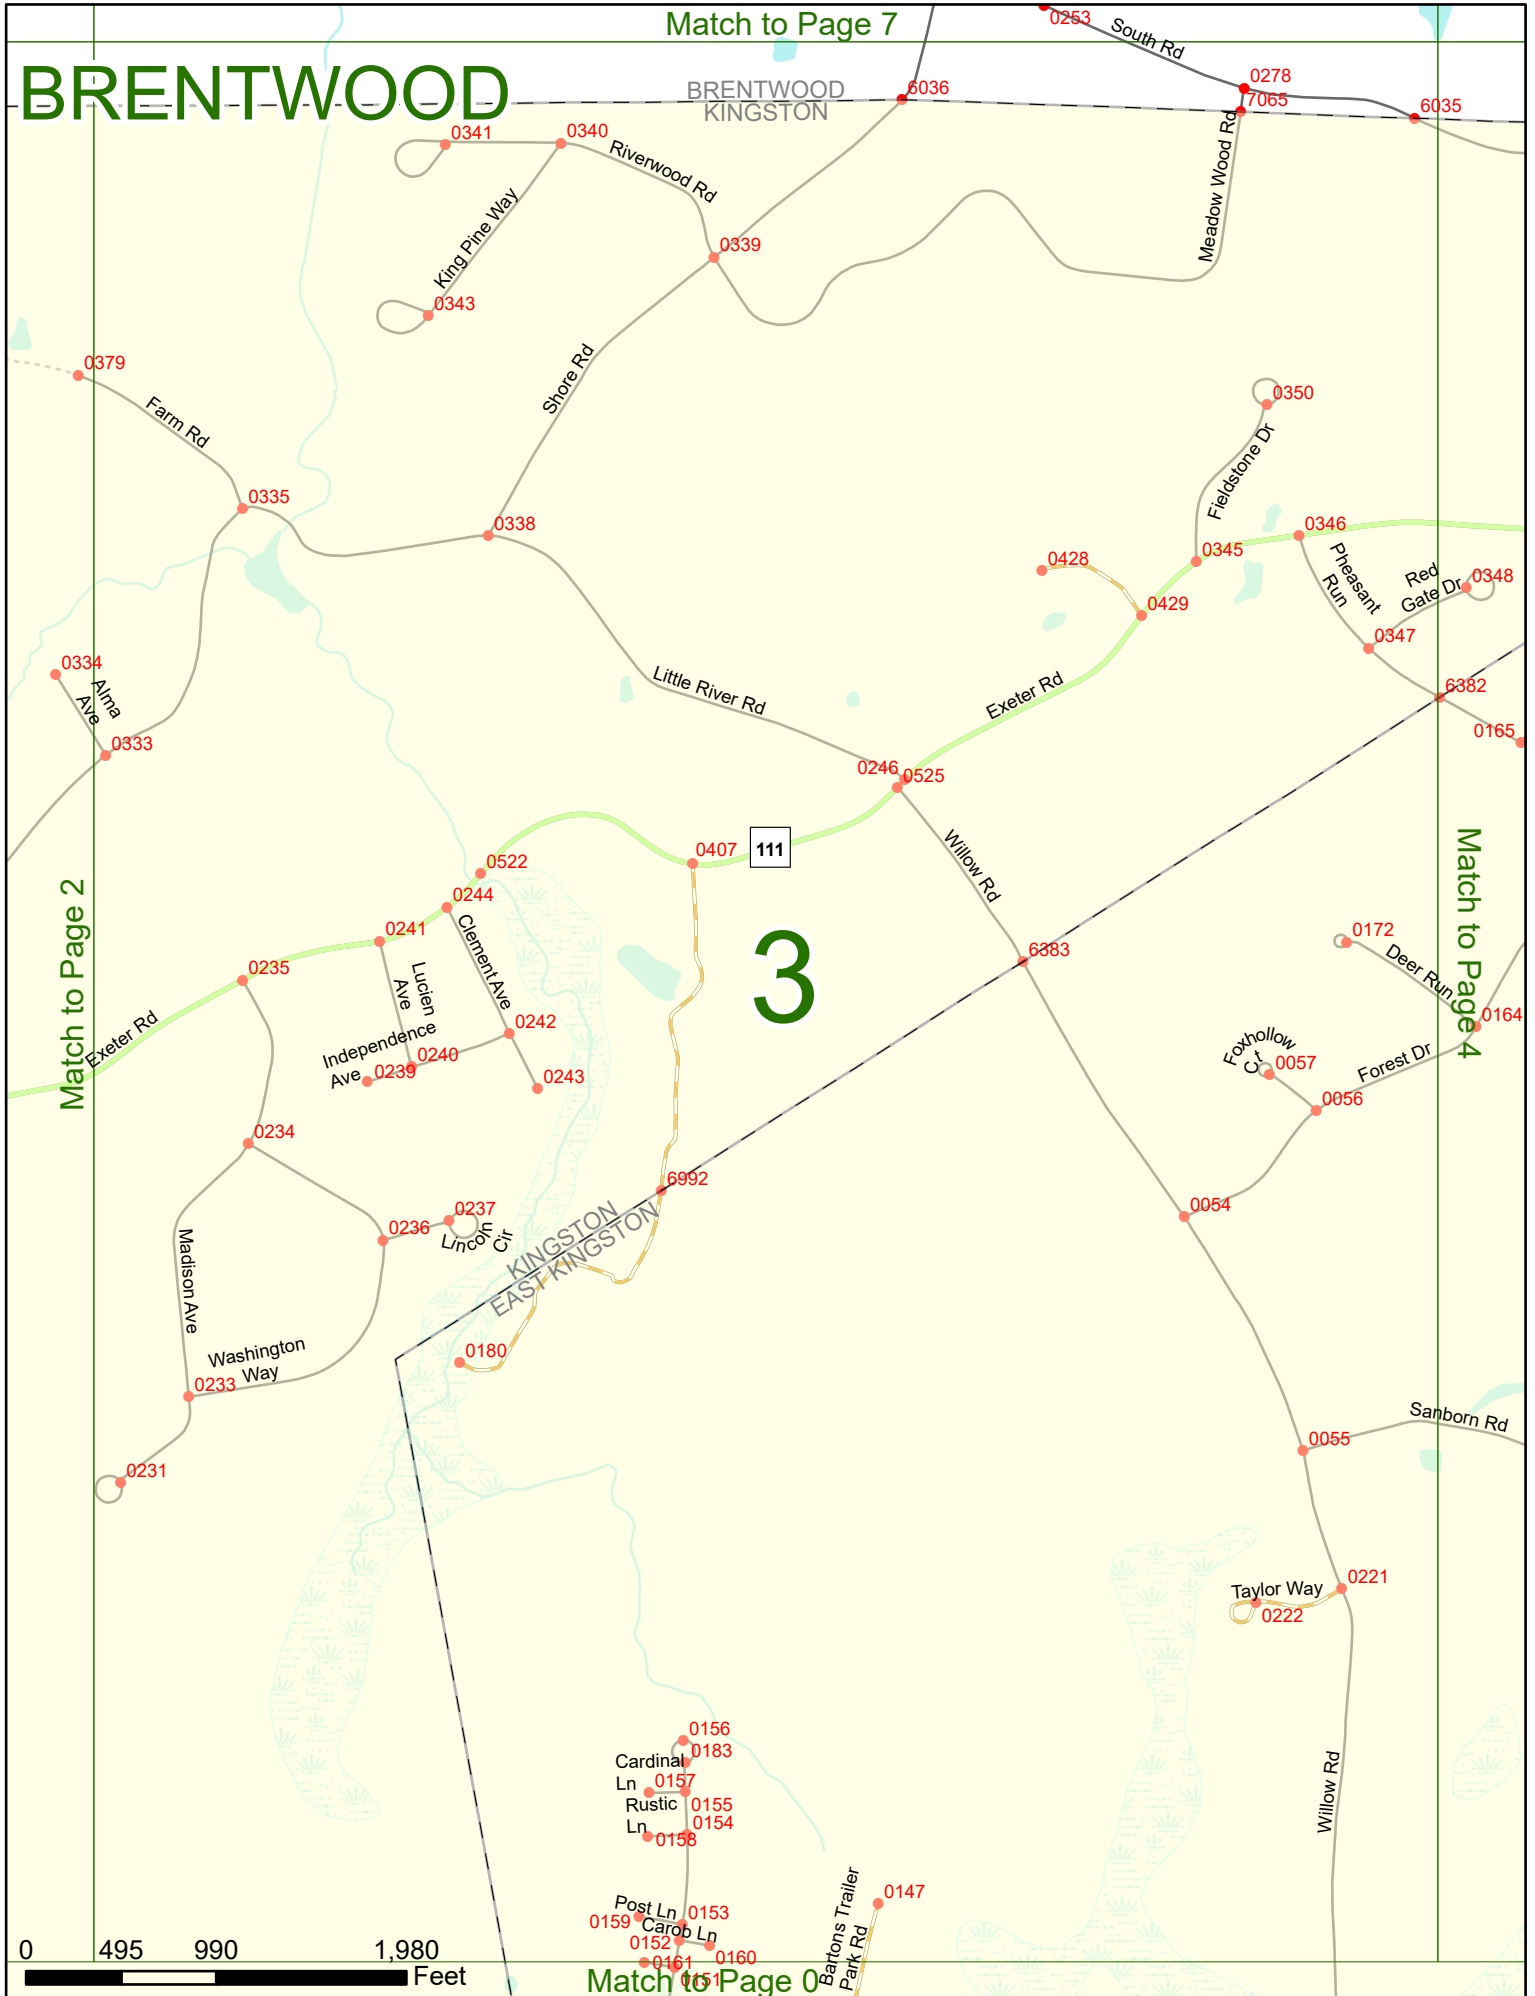 Match to Page 7
0253
South Rd
BRENTWOOD
0278
BRENTWOOD
KINGSTON
6036
7065
6035
0341
0340
Riverwood Rd
Meadow Wood Rd
King Pine Way
0339
0343
Shore Rd
0379
Farm Rd
0350
Fieldstone Dr
0335
0338
0346
0345
0428
Pheasant
Run
Red
Gate Dr
0348
0429
0347
0334
Alma
Ave
Little River Rd
Exeter Rd
6382
0165
0333
0246
0525
Willow Rd
0407
111
0522
0244
Match to Page 2
Match to Page 4
0241
Clement Ave
3
0172
Deer Run
6383
0235
Lucien
Ave
Exeter Rd
0242
0164
Independence
Ave
0240
0239
0243
Foxhollow
Ct
0057
Forest Dr
0056
0234
6992
0237
0054
0236
Lincoln
Cir
KINGSTON
EAST KINGSTON
Madison Ave
Washington
Way
0180
0233
Sanborn Rd
0055
0231
0221
Taylor Way
0222
0156
0183
Cardinal
Ln
0157
Rustic
Ln
0155
0154
0158
Willow Rd
Bartons Trailer
Park Rd
0147
Post Ln
0153
0159
Carob Ln
0152
0160
0161
0151
0
495
990
1,980
Feet
Match to Page 0